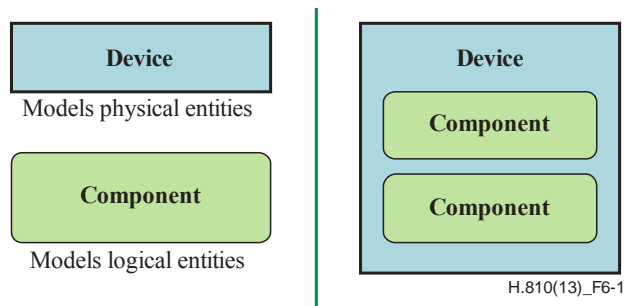 Device
Models physical entities
Component
Models logical entities
Device
Component
Component
H.810(13)_F6-1